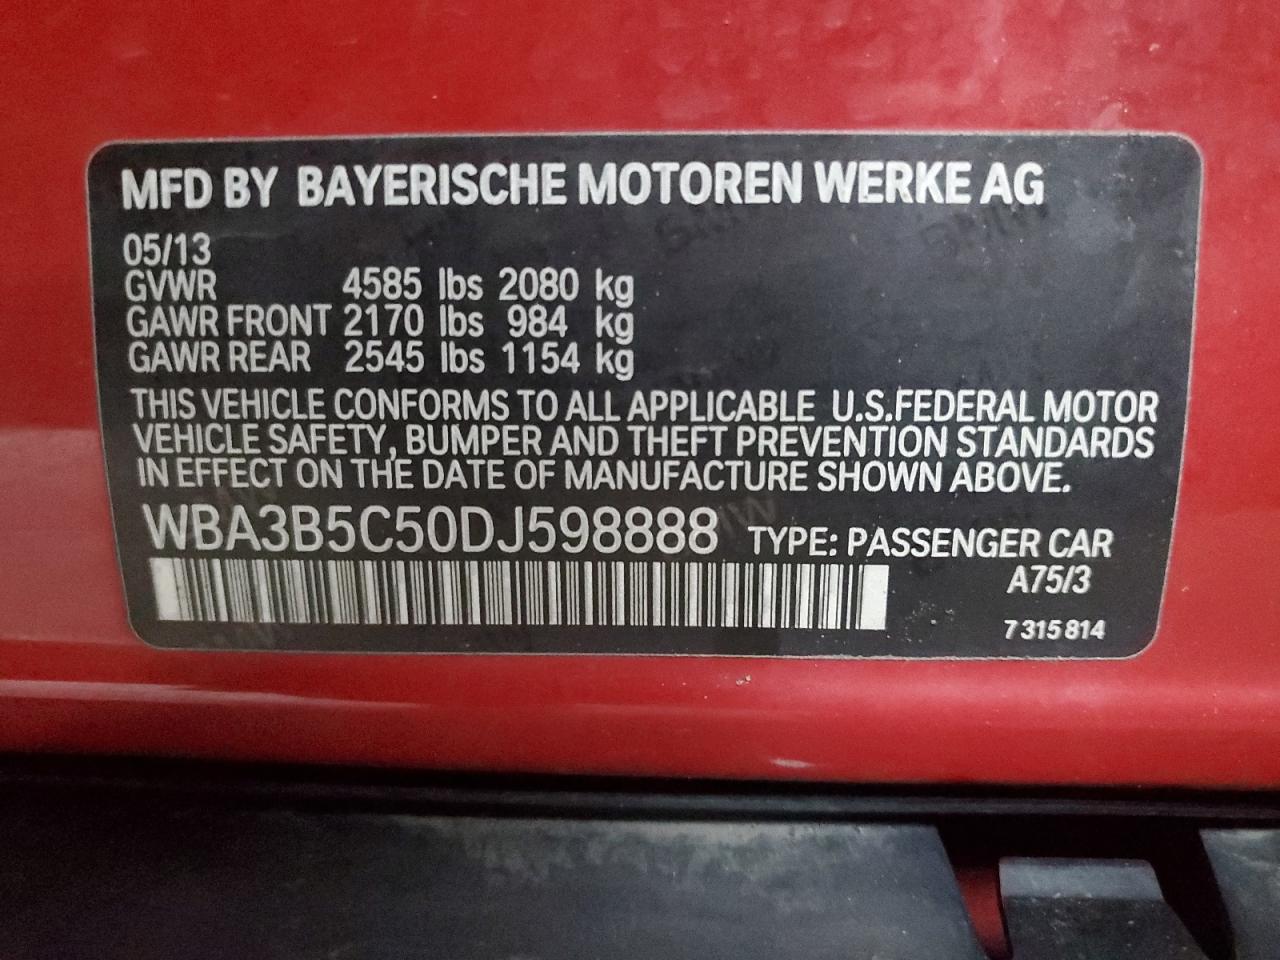 MFD BY BAYERISCHE MOTOREN WERKE AG
05/13
GVWR 4585 lbs 2080 kg
GAWR FRONT 2170 lbs 984 kg
GAWR REAR 2545 lbs 1154 kg
THIS VEHICLE CONFORMS TO ALL APPLICABLE U.S.FEDERAL MOTOR
VEHICLE SAFETY, BUMPER AND THEFT PREVENTION STANDARDS
IN EFFECT ON THE DATE OF MANUFACTURE SHOWN ABOVE.
WBA3B5C50DJ598888 TYPE: PASSENGER CAR
A75/3
7 315 814